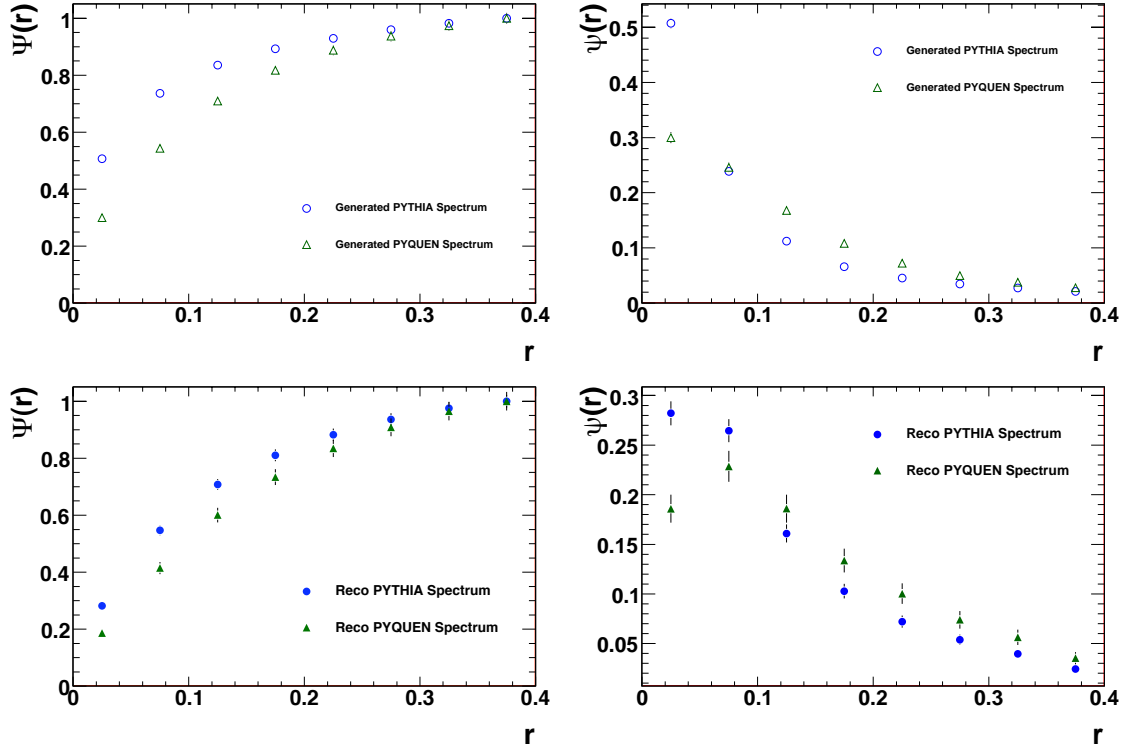 Ψ(r)
1
0.8
0.6
0.4
0.2
0
0 0.1 0.2 0.3 0.4
r
Generated PYTHIA Spectrum
Generated PYQUEN Spectrum
ψ(r)
0.5
0.4
0.3
0.2
0.1
0
0 0.1 0.2 0.3 0.4
r
Generated PYTHIA Spectrum
Generated PYQUEN Spectrum
Ψ(r)
1
0.8
0.6
0.4
0.2
0
0 0.1 0.2 0.3 0.4
r
Reco PYTHIA Spectrum
Reco PYQUEN Spectrum
ψ(r)
0.3
0.25
0.2
0.15
0.1
0.05
0 0.1 0.2 0.3 0.4
r
Reco PYTHIA Spectrum
Reco PYQUEN Spectrum